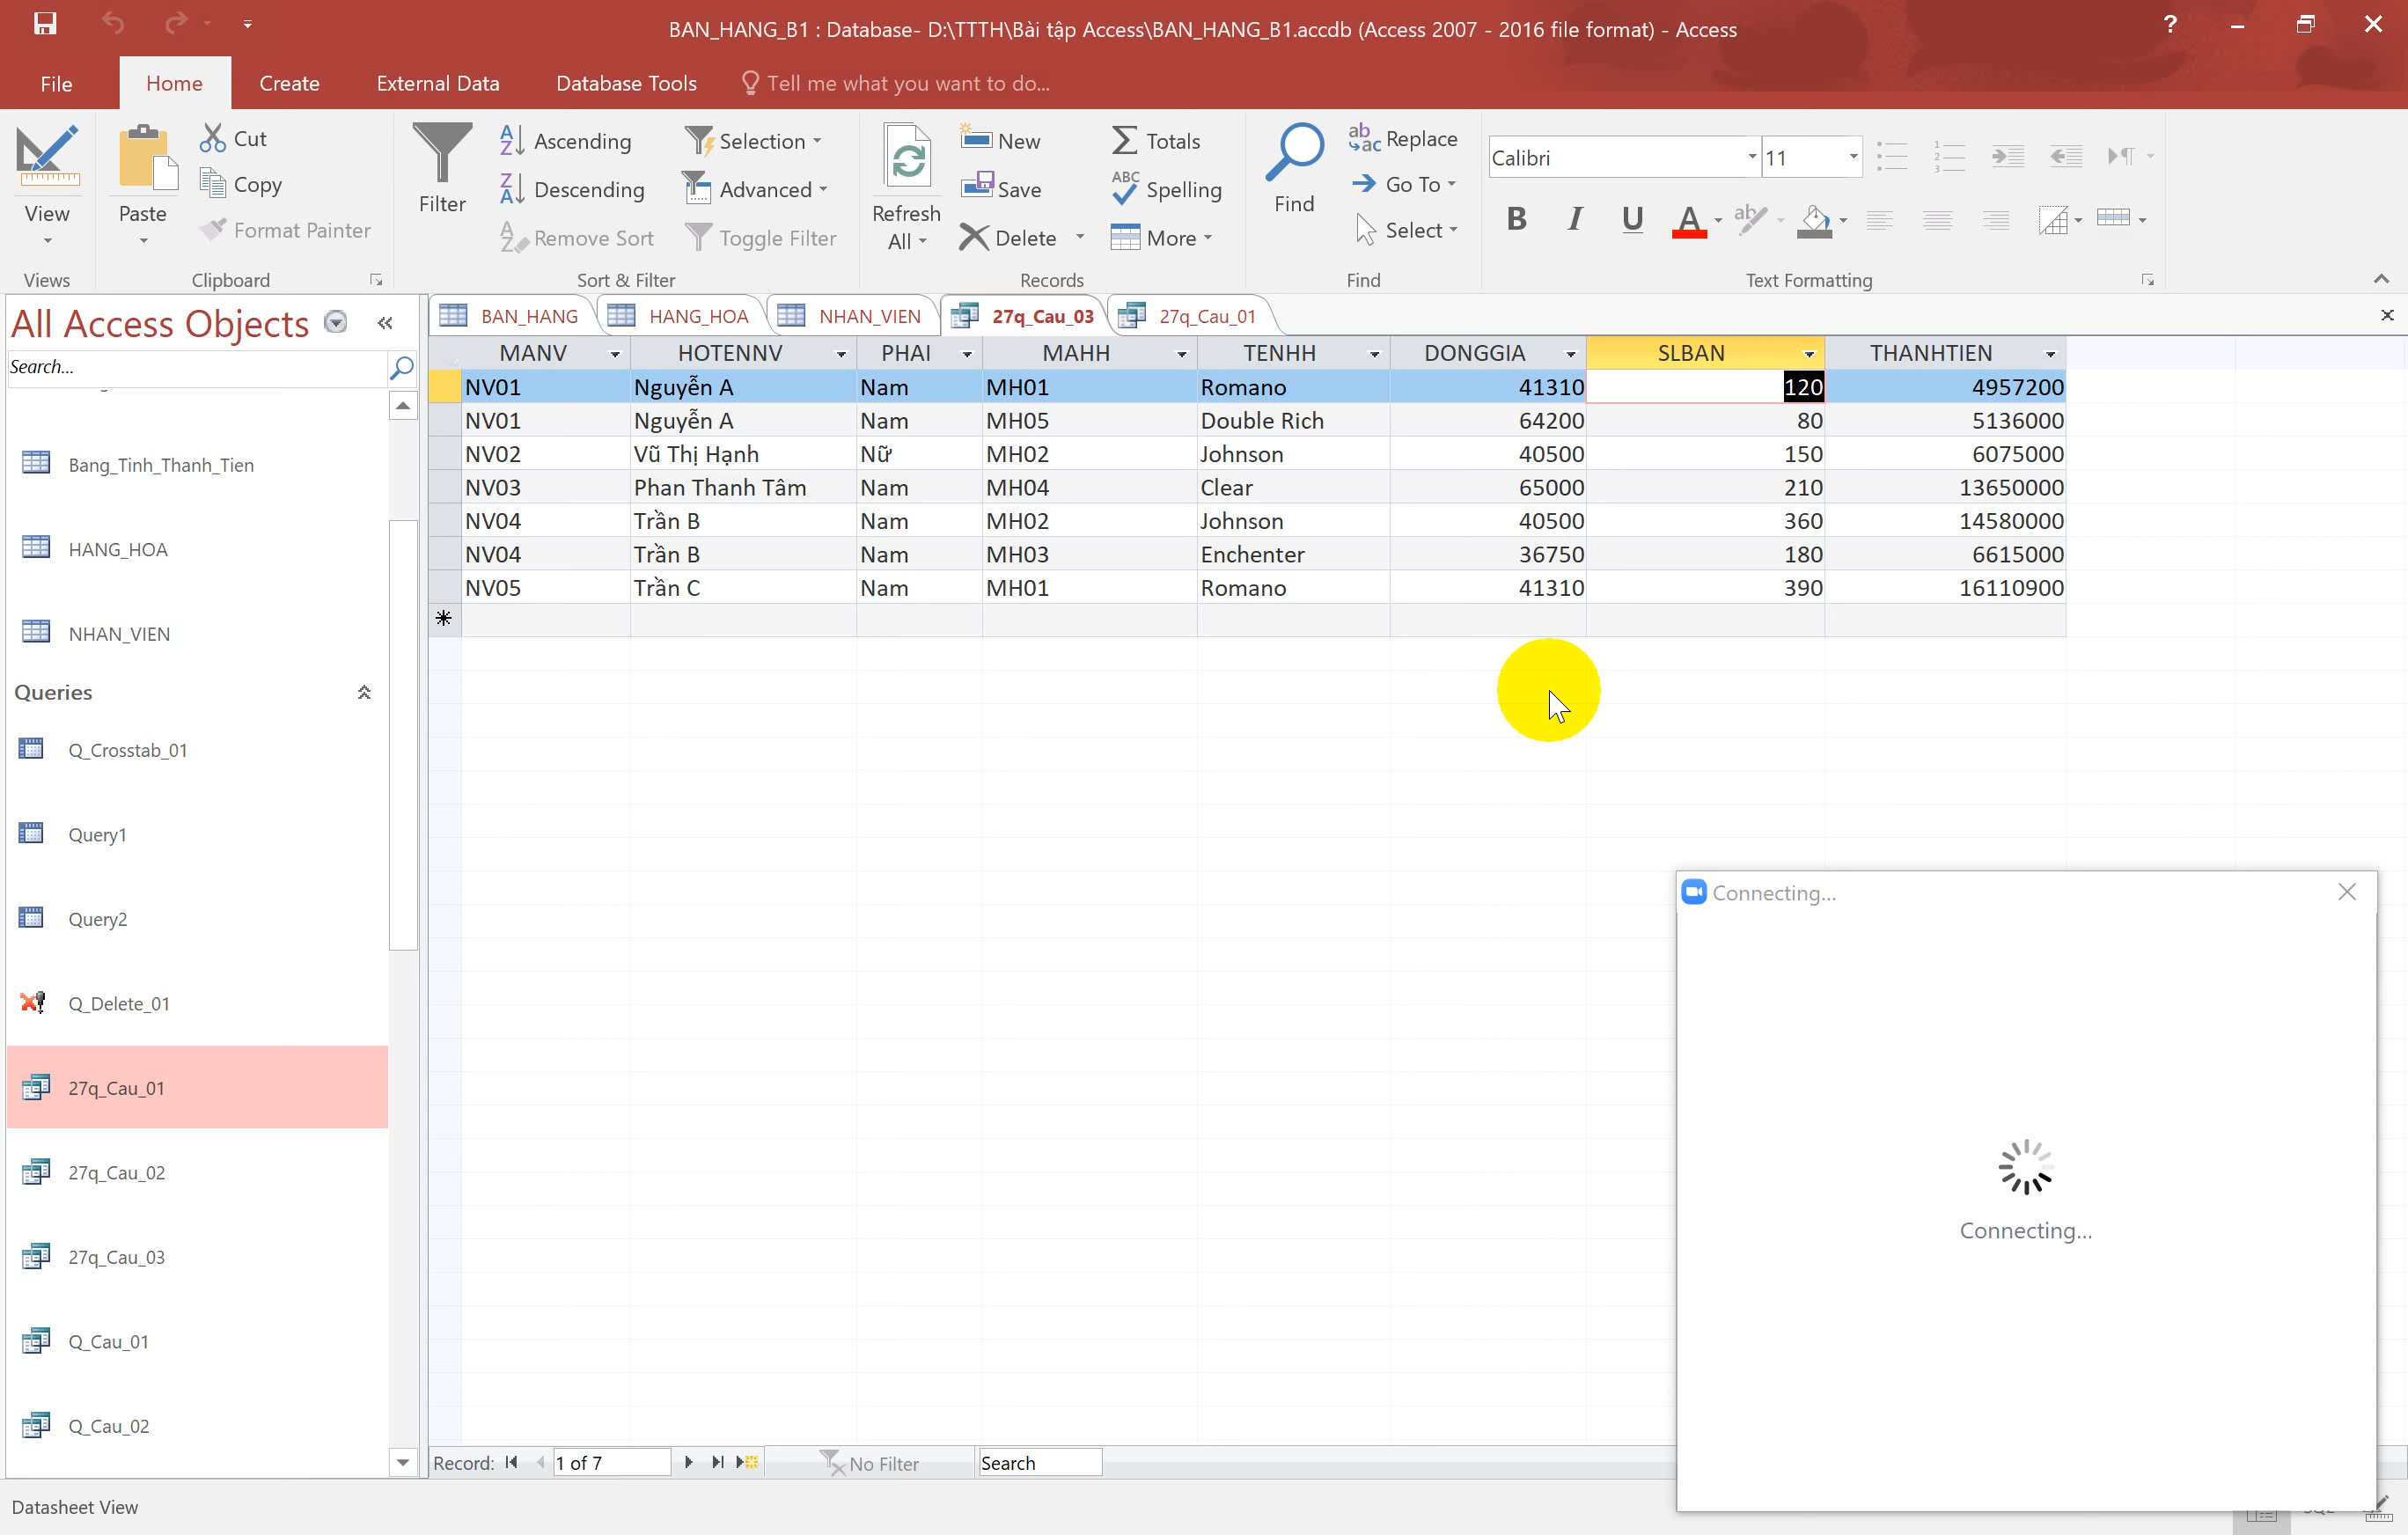 BAN_HANG_B1 : Database- D:\TTTH\Bài tập Access\BAN_HANG_B1.accdb (Access 2007 - 2016 file format) - Access
?
File Home Create External Data Database Tools Tell me what you want to do...
View
Views
Paste
Cut
Copy
Format Painter
Clipboard
Filter
Ascending
Descending
Remove Sort
Selection
Advanced
Toggle Filter
Sort & Filter
Refresh
All
New
Save
Delete
Totals
Spelling
More
Records
Find
Replace
Go To
Select
Find
Calibri 11
B I U A
Text Formatting
All Access Objects
Search...
Bang_Tinh_Thanh_Tien
HANG_HOA
NHAN_VIEN
Queries
Q_Crosstab_01
Query1
Query2
Q_Delete_01
27q_Cau_01
27q_Cau_02
27q_Cau_03
Q_Cau_01
Q_Cau_02
BAN_HANG HANG_HOA NHAN_VIEN 27q_Cau_03 27q_Cau_01
MANV HOTENNV PHAI MAHH TENHH DONGGIA SLBAN THANHTIEN
NV01 Nguyễn A Nam MH01 Romano 41310 120 4957200
NV01 Nguyễn A Nam MH05 Double Rich 64200 80 5136000
NV02 Vũ Thị Hạnh Nữ MH02 Johnson 40500 150 6075000
NV03 Phan Thanh Tâm Nam MH04 Clear 65000 210 13650000
NV04 Trần B Nam MH02 Johnson 40500 360 14580000
NV04 Trần B Nam MH03 Enchenter 36750 180 6615000
NV05 Trần C Nam MH01 Romano 41310 390 16110900
Connecting...
Connecting...
Record: 1 of 7 No Filter Search
Datasheet View